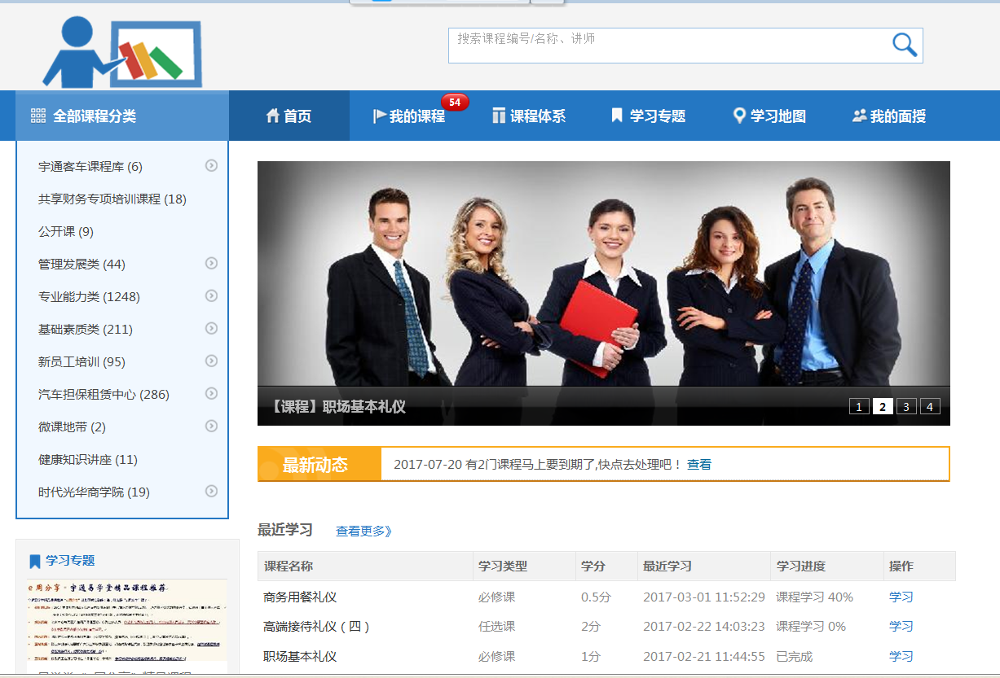 搜索课程编号/名称、讲师
全部课程分类
首页
我的课程
54
课程体系
学习专题
学习地图
我的面授
宇通客车课程库 (6)
共享财务专项培训课程 (18)
公开课 (9)
管理发展类 (44)
专业能力类 (1248)
基础素质类 (211)
新员工培训 (95)
汽车担保租赁中心 (286)
微课地带 (2)
健康知识讲座 (11)
时代光华商学院 (19)
【课程】职场基本礼仪
1 2 3 4
最新动态
2017-07-20 有2门课程马上要到期了,快点去处理吧！ 查看
最近学习 查看更多》
课程名称 学习类型 学分 最近学习 学习进度 操作
商务用餐礼仪 必修课 0.5分 2017-03-01 11:52:29 课程学习 40% 学习
高端接待礼仪（四） 任选课 2分 2017-02-22 14:03:23 课程学习 0% 学习
职场基本礼仪 必修课 1分 2017-02-21 11:44:55 已完成 学习
学习专题
e周分享·宇通易学堂精品课程推荐